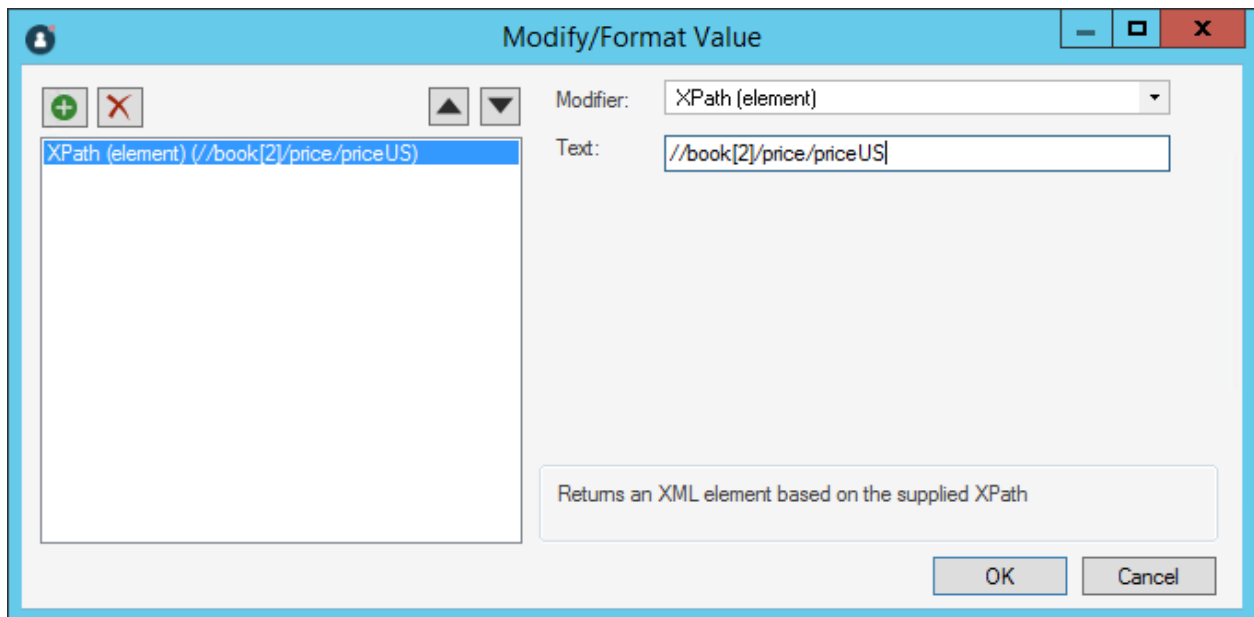 Modify/Format Value
Modifier:
XPath (element)
XPath (element) (//book[2]/price/priceUS)
Text:
//book[2]/price/priceUS
Returns an XML element based on the supplied XPath
OK
Cancel